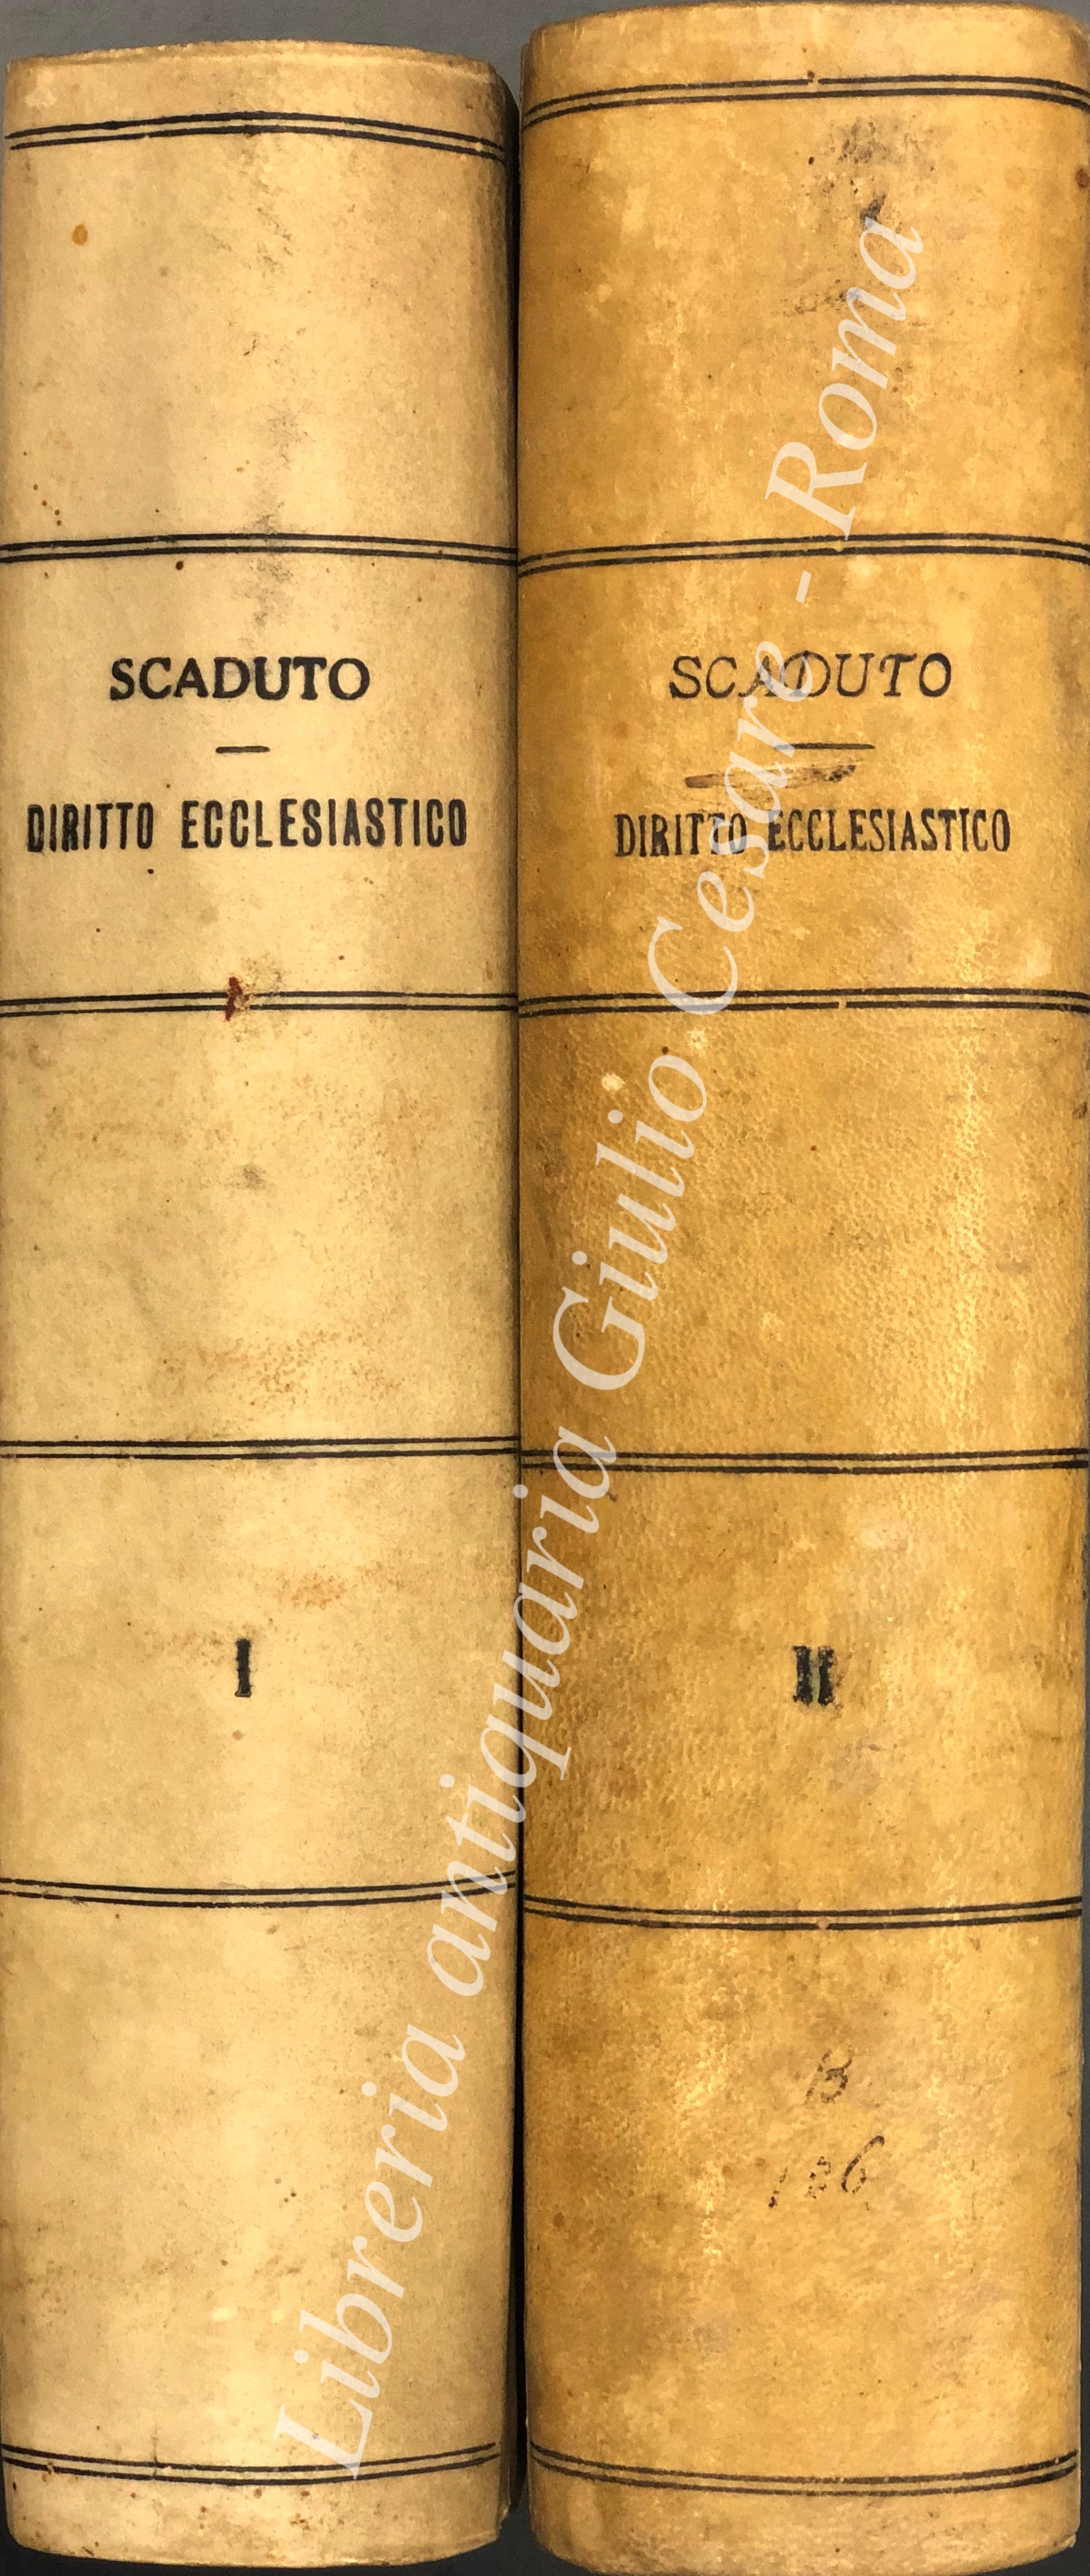 SCADUTO
DIRITTO ECCLESIASTICO
I
SCADUTO
DIRITTO ECCLESIASTICO
II
B
Libreria antiquaria Giulio Cesare - Roma